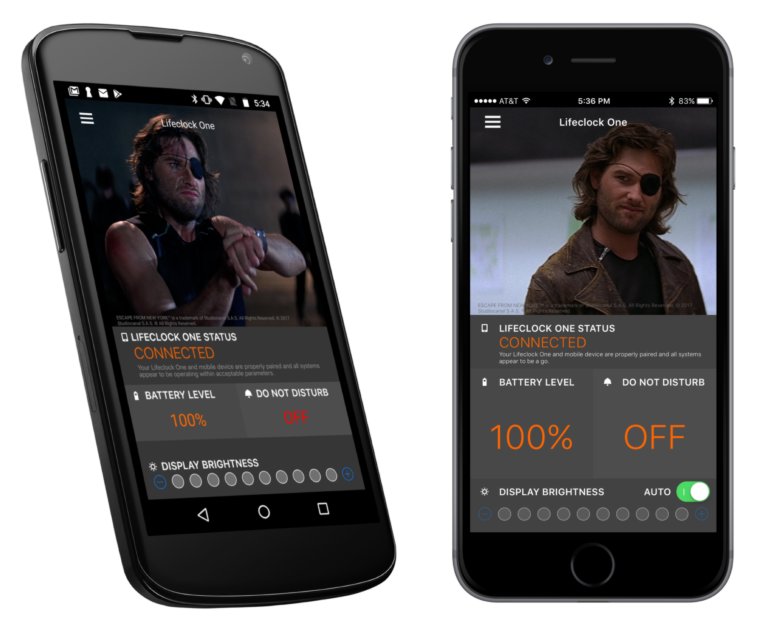 5:34
Lifeclock One
ESCAPE FROM NEW YORK™ is a trademark of Studiocanal S.A.S. All Rights Reserved. © 2017
Studiocanal S.A.S. ® All Rights Reserved.
LIFECLOCK ONE STATUS
CONNECTED
Your Lifeclock One and mobile device are properly paired and all systems
appear to be operating within acceptable parameters.
BATTERY LEVEL
DO NOT DISTURB
100%
OFF
DISPLAY BRIGHTNESS
AT&T
5:36 PM
83%
Lifeclock One
ESCAPE FROM NEW YORK™ is a trademark of Studiocanal S.A.S. All Rights Reserved. © 2017
Studiocanal S.A.S. All Rights Reserved.
LIFECLOCK ONE STATUS
CONNECTED
Your Lifeclock One and mobile device are properly paired and all systems
appear to be a go.
BATTERY LEVEL
DO NOT DISTURB
100%
OFF
DISPLAY BRIGHTNESS
AUTO